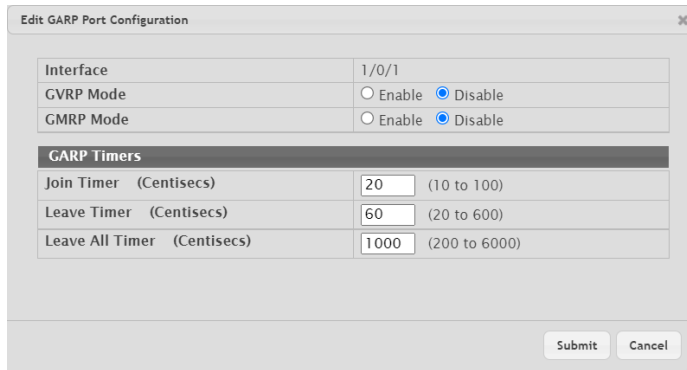 Edit GARP Port Configuration
Interface 1/0/1
GVRP Mode Enable Disable
GMRP Mode Enable Disable
GARP Timers
Join Timer (Centisecs) 20 (10 to 100)
Leave Timer (Centisecs) 60 (20 to 600)
Leave All Timer (Centisecs) 1000 (200 to 6000)
Submit Cancel